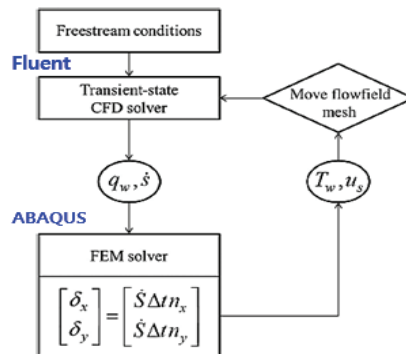 Freestream conditions
Fluent
Transient-state
CFD solver
Move flowfield
mesh
q_w, ṡ
T_w, u_s
ABAQUS
FEM solver
[δ_x δ_y] = [ṠΔtn_x ṠΔtn_y]